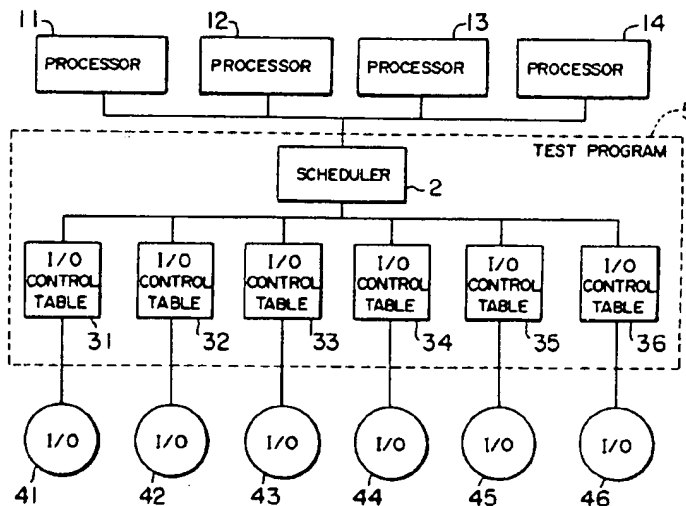 11
12
13
14
PROCESSOR
PROCESSOR
PROCESSOR
PROCESSOR
TEST PROGRAM
SCHEDULER
2
I/O
CONTROL
TABLE
I/O
CONTROL
TABLE
I/O
CONTROL
TABLE
I/O
CONTROL
TABLE
I/O
CONTROL
TABLE
I/O
CONTROL
TABLE
31
32
33
34
35
36
I/O
I/O
I/O
I/O
I/O
I/O
41
42
43
44
45
46